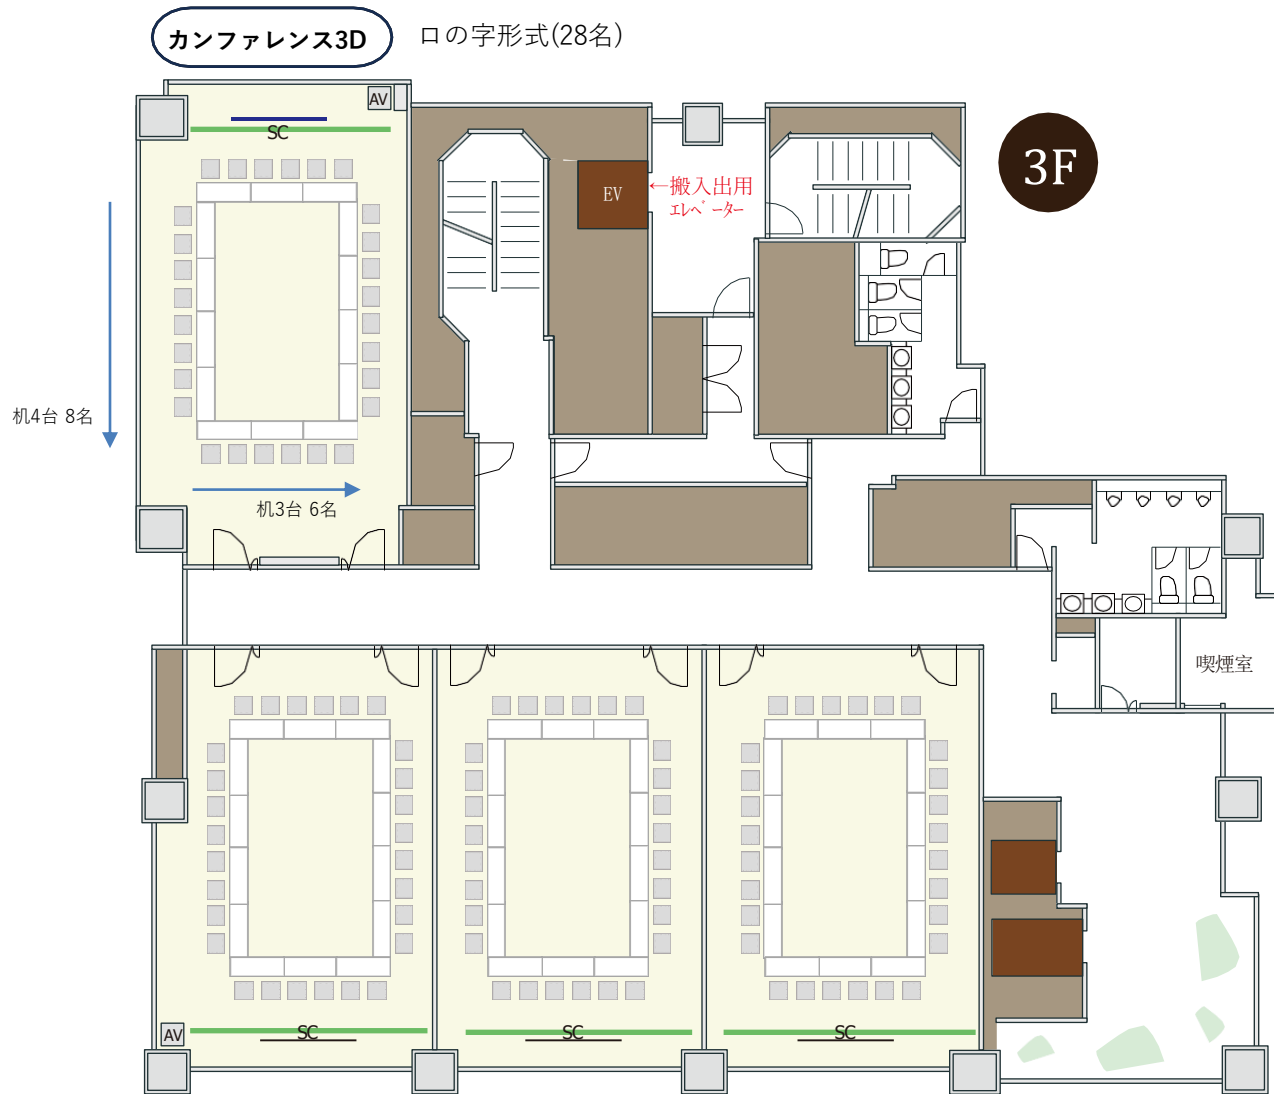 カンファレンス3D
ロの字形式(28名)
AV
SC
3F
EV
←搬入出用
エレベーター
机4台 8名
机3台 6名
喫煙室
AV
SC
SC
SC